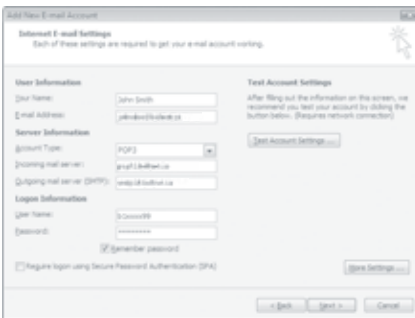 Add New E-mail Account
Internet E-mail Settings
Each of these settings are required to get your e-mail account working.
User Information
Your Name: John Smith
E-mail Address:
Server Information
Account Type: POP3
Incoming mail server:
Outgoing mail server (SMTP):
Logon Information
User Name:
Password: ********
Remember password
Require logon using Secure Password Authentication (SPA)
Test Account Settings
After filling out the information on this screen, we
recommend you test your account by clicking the
button below. (Requires network connection)
Test Account Settings ...
More Settings ...
< Back
Next >
Cancel